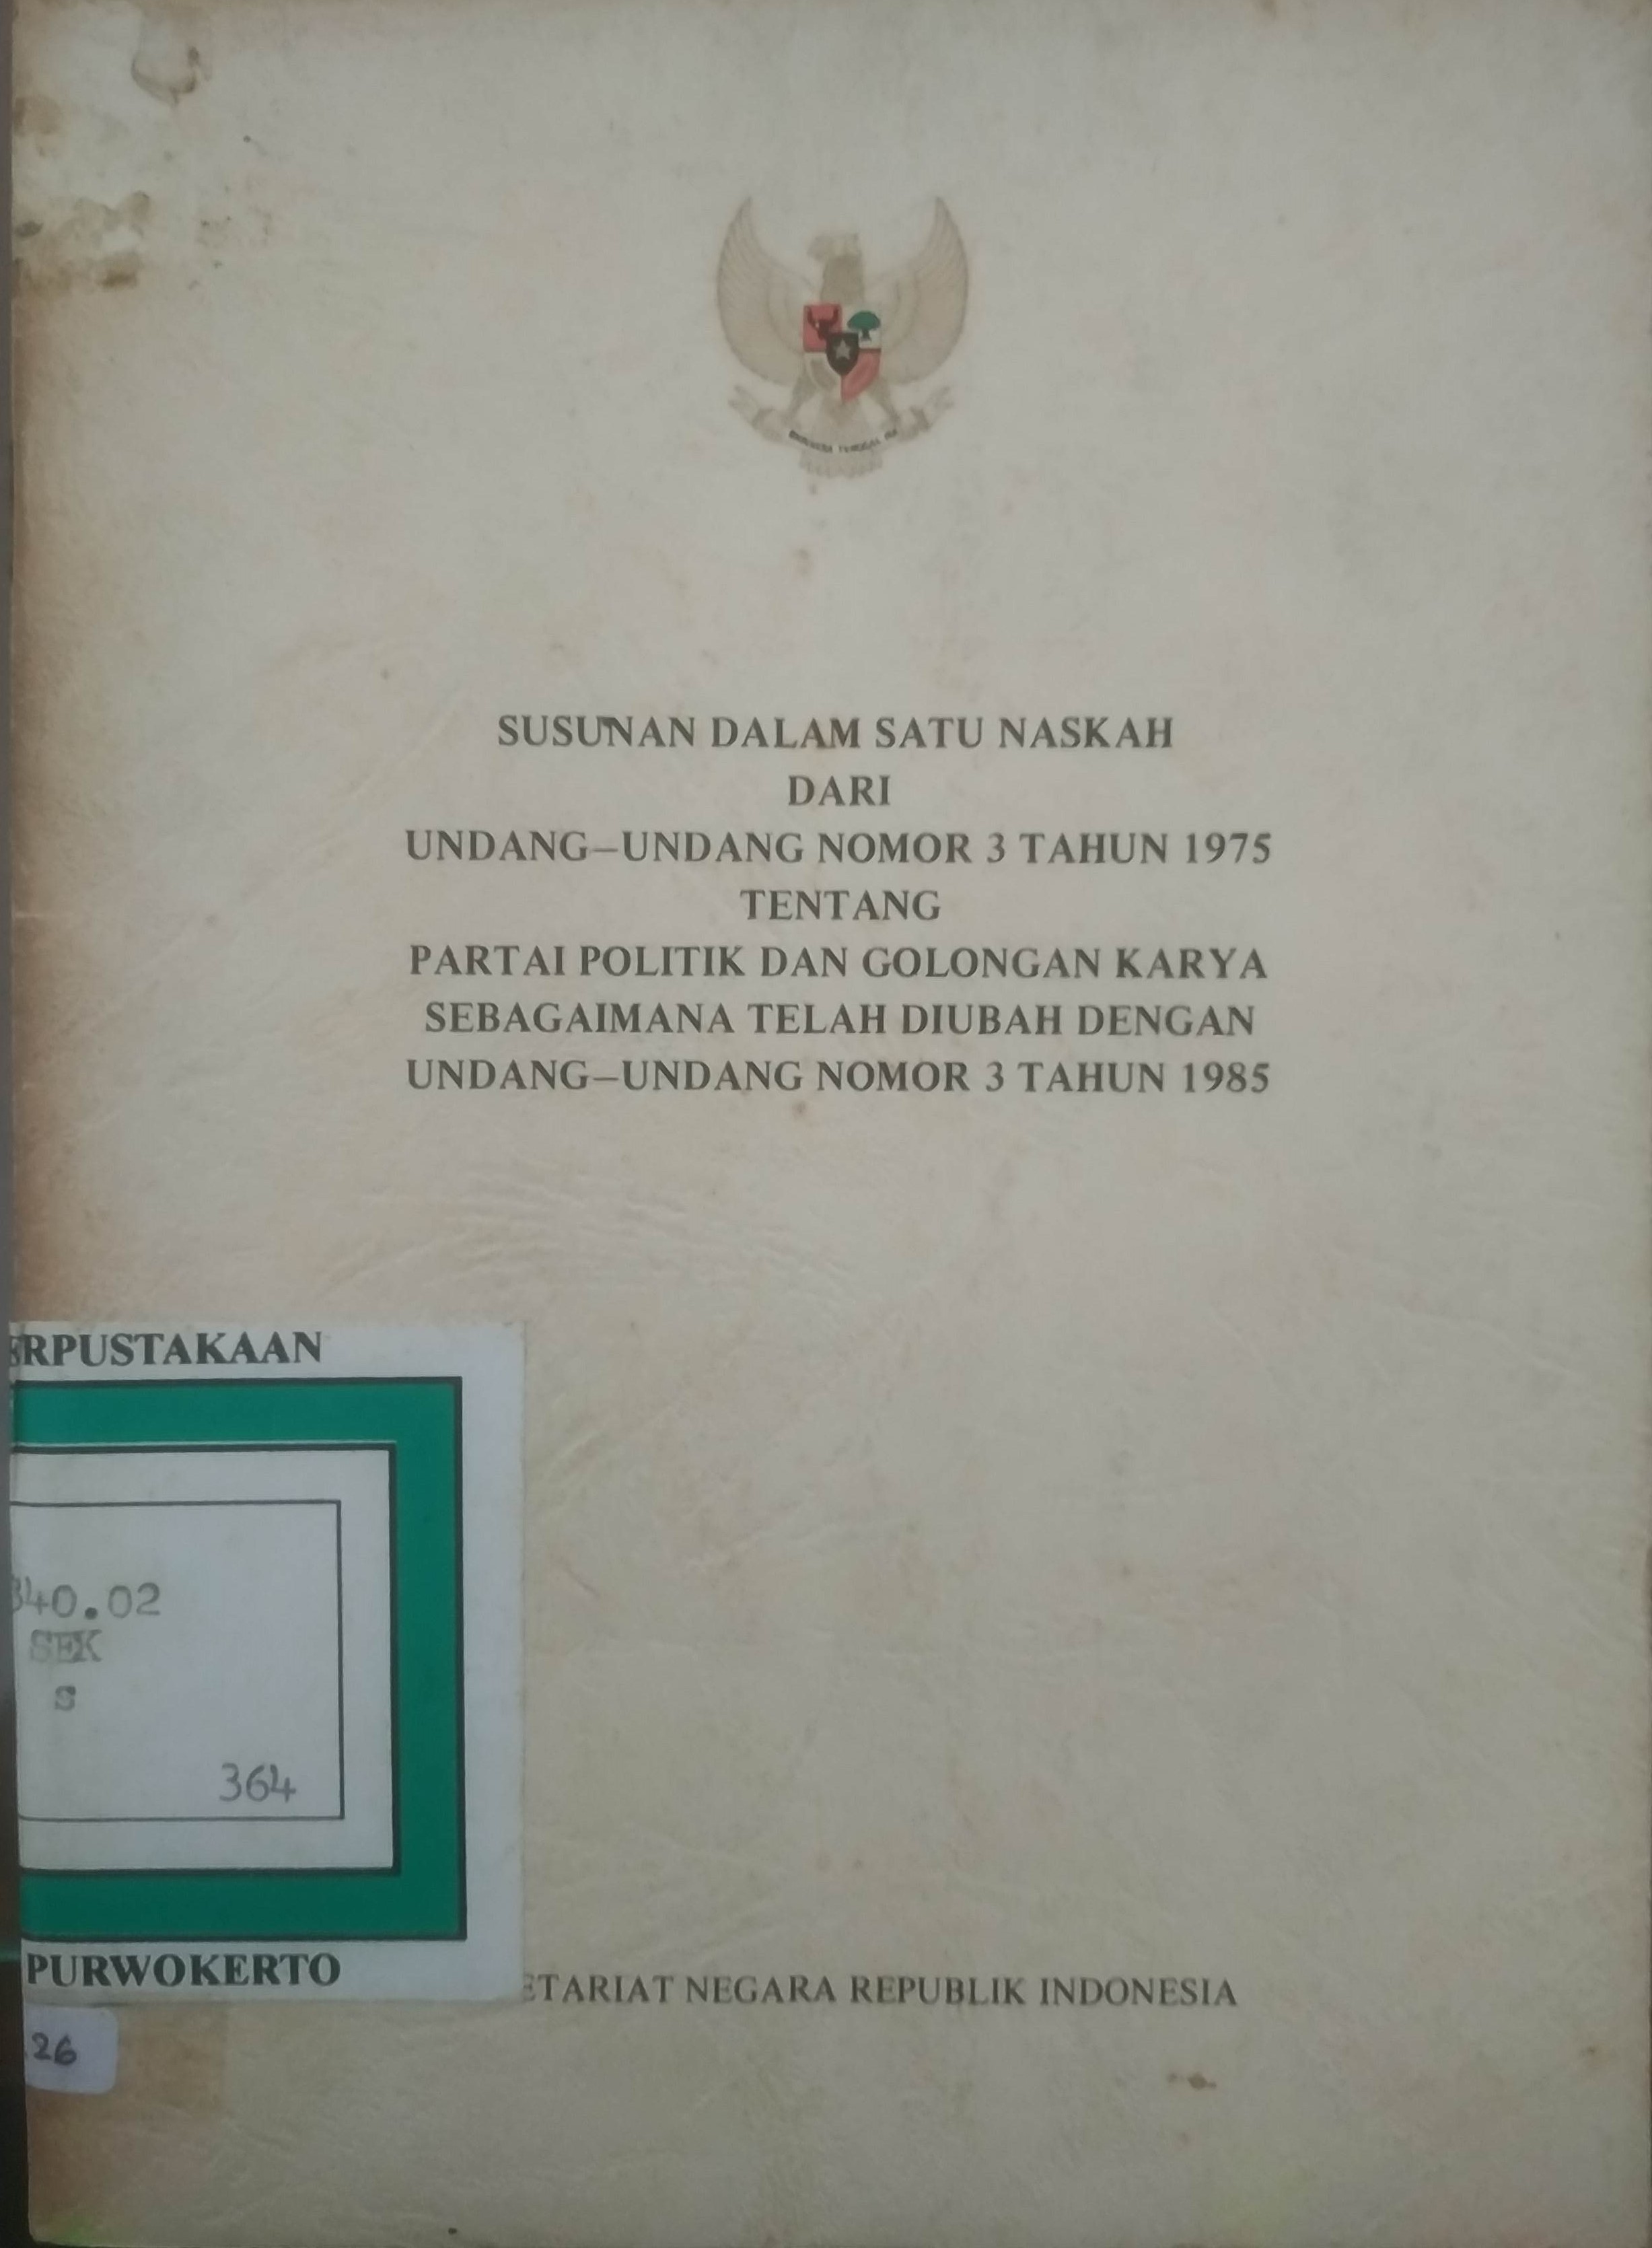 SUSUNAN DALAM SATU NASKAH
DARI
UNDANG–UNDANG NOMOR 3 TAHUN 1975
TENTANG
PARTAI POLITIK DAN GOLONGAN KARYA
SEBAGAIMANA TELAH DIUBAH DENGAN
UNDANG–UNDANG NOMOR 3 TAHUN 1985
ERPUSTAKAAN
340.02
SEK
S
364
PURWOKERTO
ETARIAT NEGARA REPUBLIK INDONESIA
26